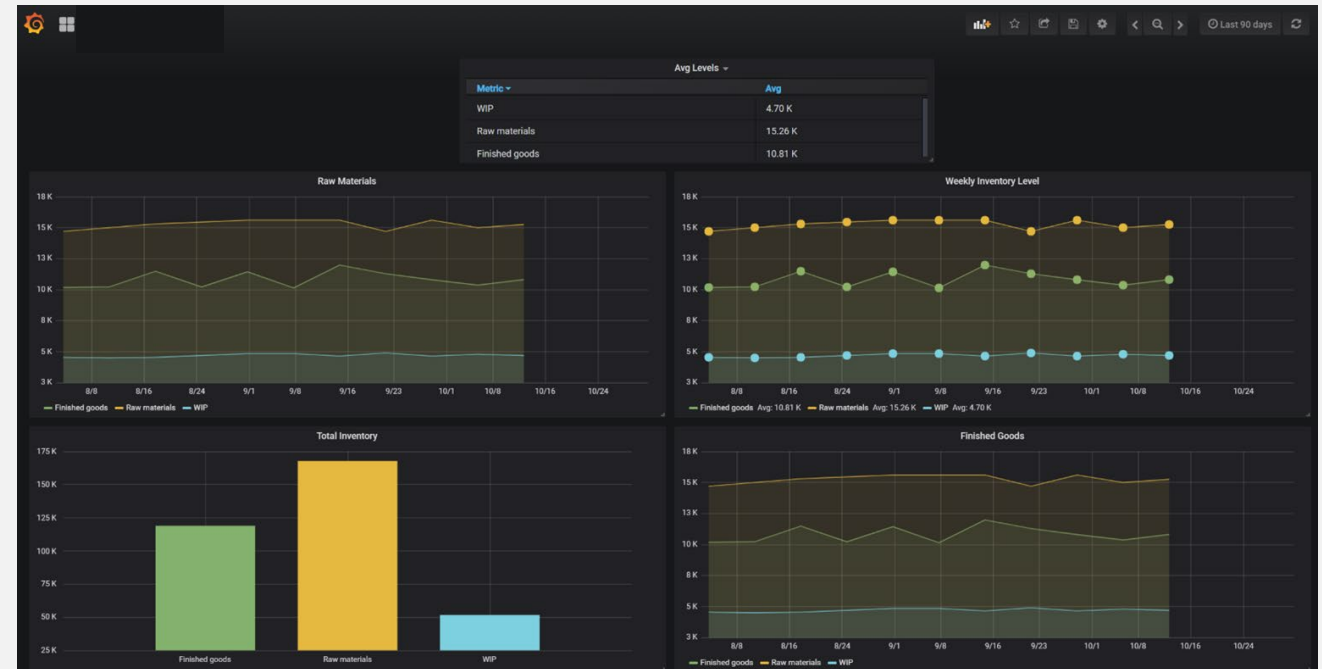 Last 90 days
Avg Levels
Metric Avg
WIP 4.70 K
Raw materials 15.26 K
Finished goods 10.81 K
Raw Materials
18 K
15 K
13 K
10 K
8 K
5 K
3 K
8/8 8/16 8/24 9/1 9/8 9/16 9/23 10/1 10/8 10/16 10/24
Finished goods Raw materials WIP
Weekly Inventory Level
18 K
15 K
13 K
10 K
8 K
5 K
3 K
8/8 8/16 8/24 9/1 9/8 9/16 9/23 10/1 10/8 10/16 10/24
Finished goods Avg: 10.81 K Raw materials Avg: 15.26 K WIP Avg: 4.70 K
Total Inventory
175 K
150 K
125 K
100 K
75 K
50 K
25 K
Finished goods Raw materials WIP
Finished Goods
18 K
15 K
13 K
10 K
8 K
5 K
3 K
8/8 8/16 8/24 9/1 9/8 9/16 9/23 10/1 10/8 10/16 10/24
Finished goods Raw materials WIP